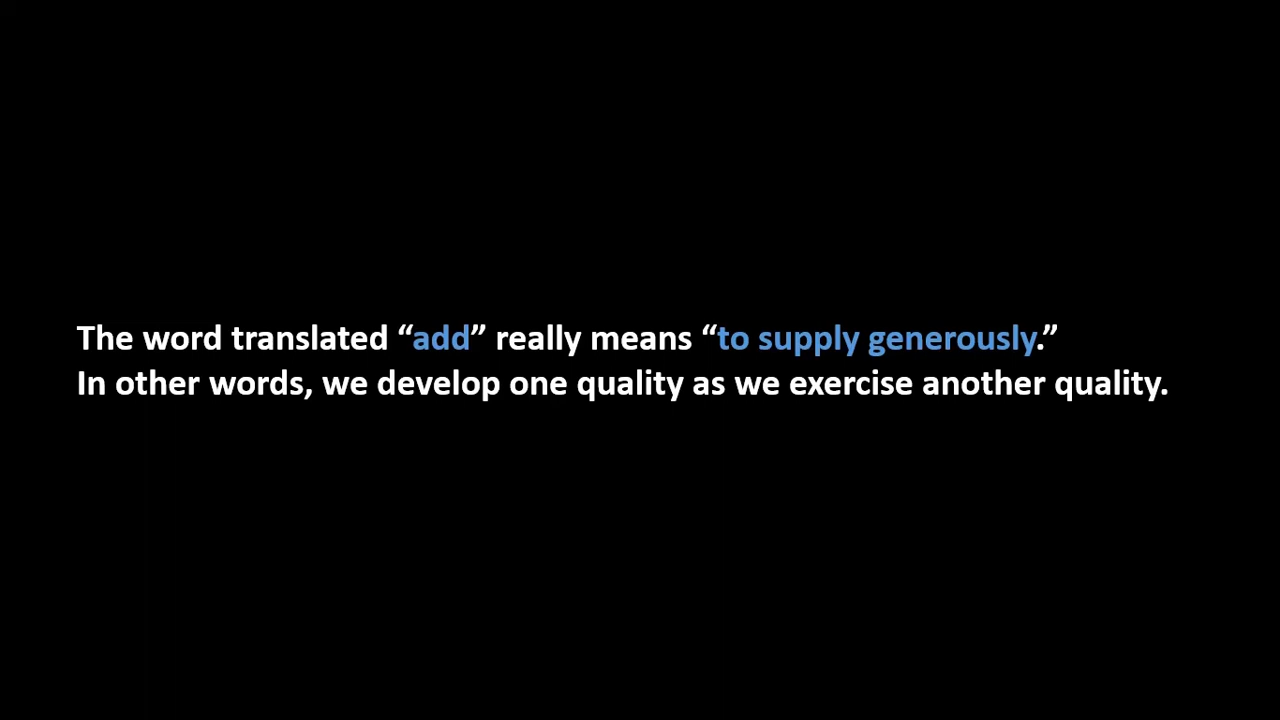 The word translated “add” really means “to supply generously.”
In other words, we develop one quality as we exercise another quality.